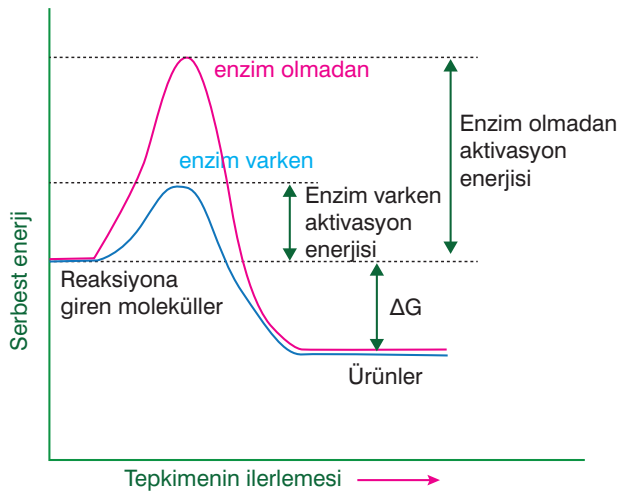 enzim olmadan
Enzim olmadan
aktivasyon
enerjisi
enzim varken
Enzim varken
aktivasyon
enerjisi
Serbest enerji
Reaksiyona
giren moleküller
ΔG
Ürünler
Tepkimenin ilerlemesi